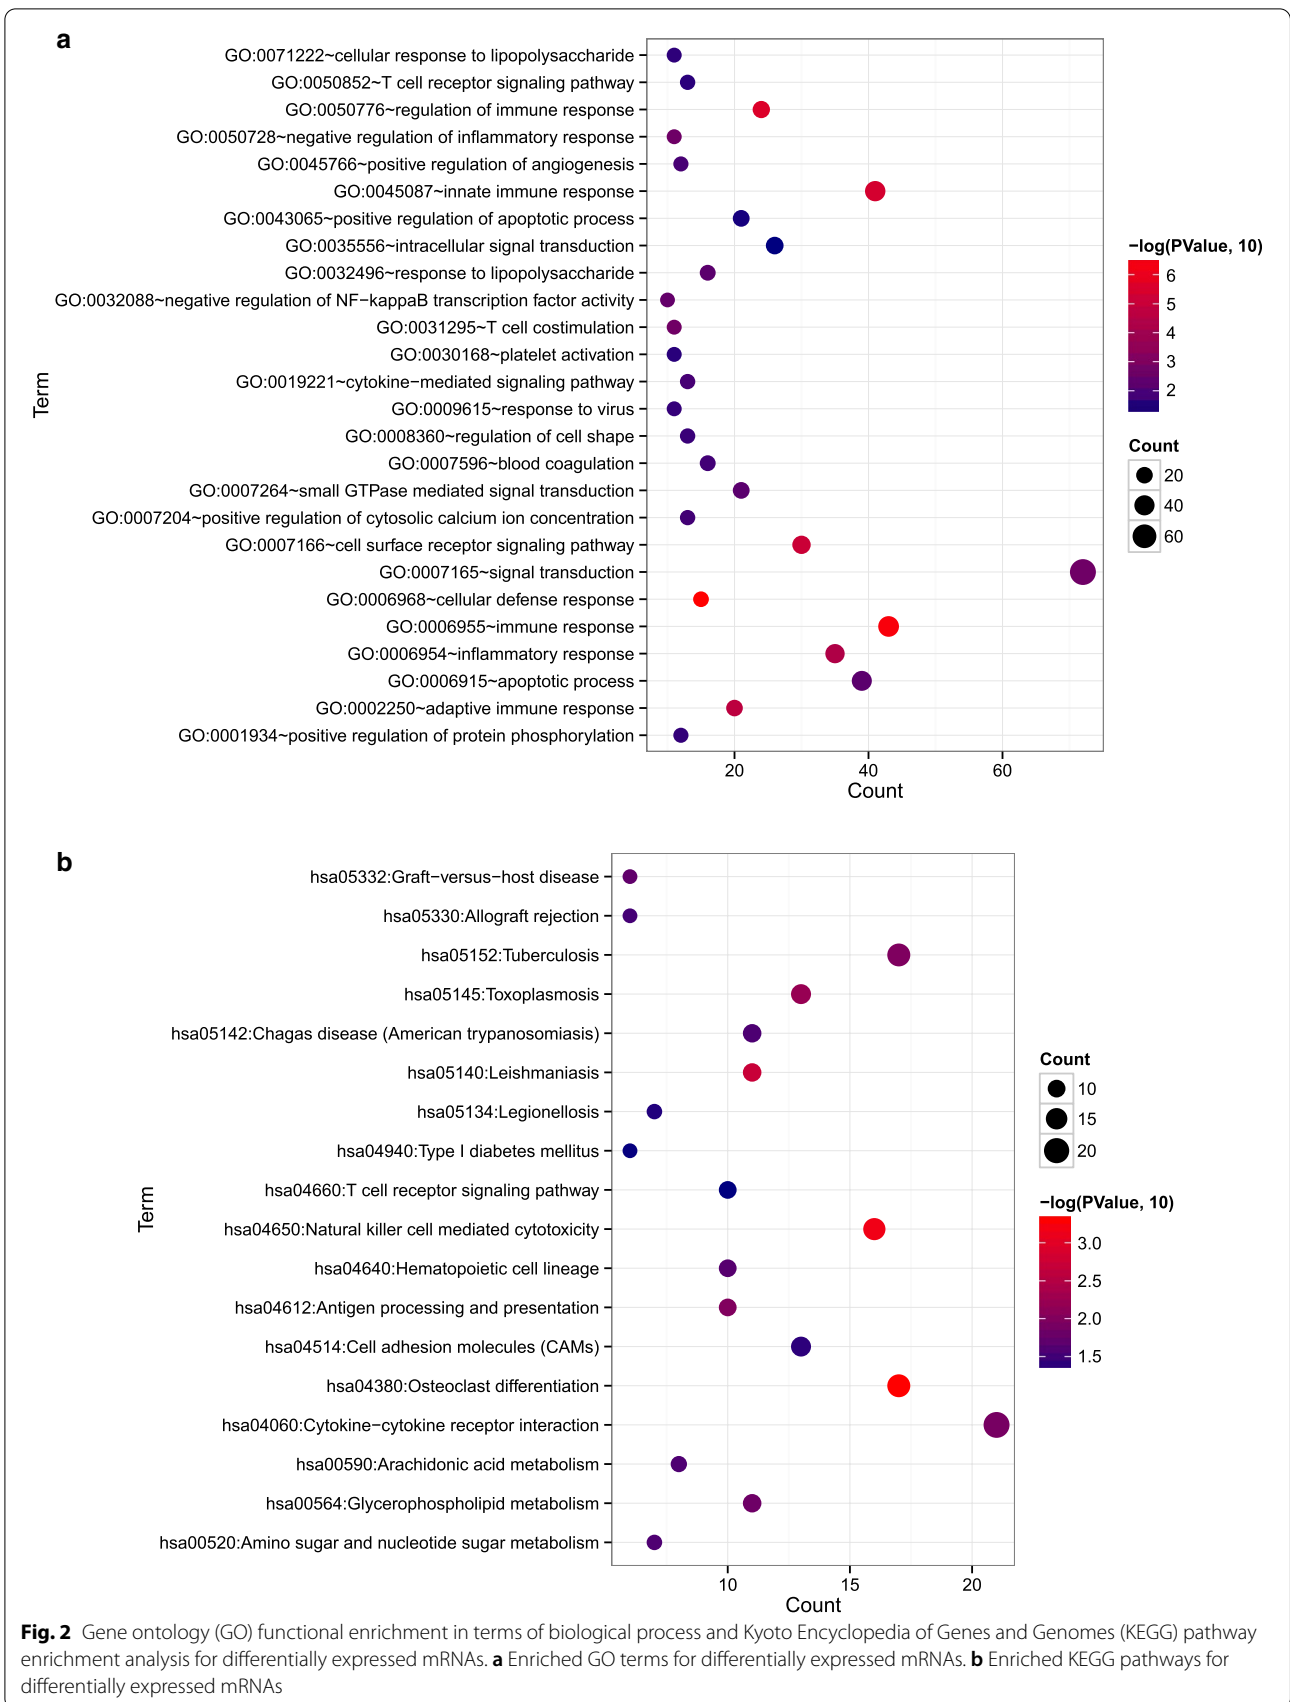 a
GO:0071222~cellular response to lipopolysaccharide
GO:0050852~T cell receptor signaling pathway
GO:0050776~regulation of immune response
GO:0050728~negative regulation of inflammatory response
GO:0045766~positive regulation of angiogenesis
GO:0045087~innate immune response
GO:0043065~positive regulation of apoptotic process
GO:0035556~intracellular signal transduction
GO:0032496~response to lipopolysaccharide
GO:0032088~negative regulation of NF−kappaB transcription factor activity
GO:0031295~T cell costimulation
GO:0030168~platelet activation
GO:0019221~cytokine−mediated signaling pathway
GO:0009615~response to virus
GO:0008360~regulation of cell shape
GO:0007596~blood coagulation
GO:0007264~small GTPase mediated signal transduction
GO:0007204~positive regulation of cytosolic calcium ion concentration
GO:0007166~cell surface receptor signaling pathway
GO:0007165~signal transduction
GO:0006968~cellular defense response
GO:0006955~immune response
GO:0006954~inflammatory response
GO:0006915~apoptotic process
GO:0002250~adaptive immune response
GO:0001934~positive regulation of protein phosphorylation
Term
20 40 60
Count
−log(PValue, 10)
6
5
4
3
2
Count
20
40
60
b
hsa05332:Graft−versus−host disease
hsa05330:Allograft rejection
hsa05152:Tuberculosis
hsa05145:Toxoplasmosis
hsa05142:Chagas disease (American trypanosomiasis)
hsa05140:Leishmaniasis
hsa05134:Legionellosis
hsa04940:Type I diabetes mellitus
hsa04660:T cell receptor signaling pathway
hsa04650:Natural killer cell mediated cytotoxicity
hsa04640:Hematopoietic cell lineage
hsa04612:Antigen processing and presentation
hsa04514:Cell adhesion molecules (CAMs)
hsa04380:Osteoclast differentiation
hsa04060:Cytokine−cytokine receptor interaction
hsa00590:Arachidonic acid metabolism
hsa00564:Glycerophospholipid metabolism
hsa00520:Amino sugar and nucleotide sugar metabolism
Term
10 15 20
Count
Count
10
15
20
−log(PValue, 10)
3.0
2.5
2.0
1.5
Fig. 2 Gene ontology (GO) functional enrichment in terms of biological process and Kyoto Encyclopedia of Genes and Genomes (KEGG) pathway
enrichment analysis for differentially expressed mRNAs. a Enriched GO terms for differentially expressed mRNAs. b Enriched KEGG pathways for
differentially expressed mRNAs